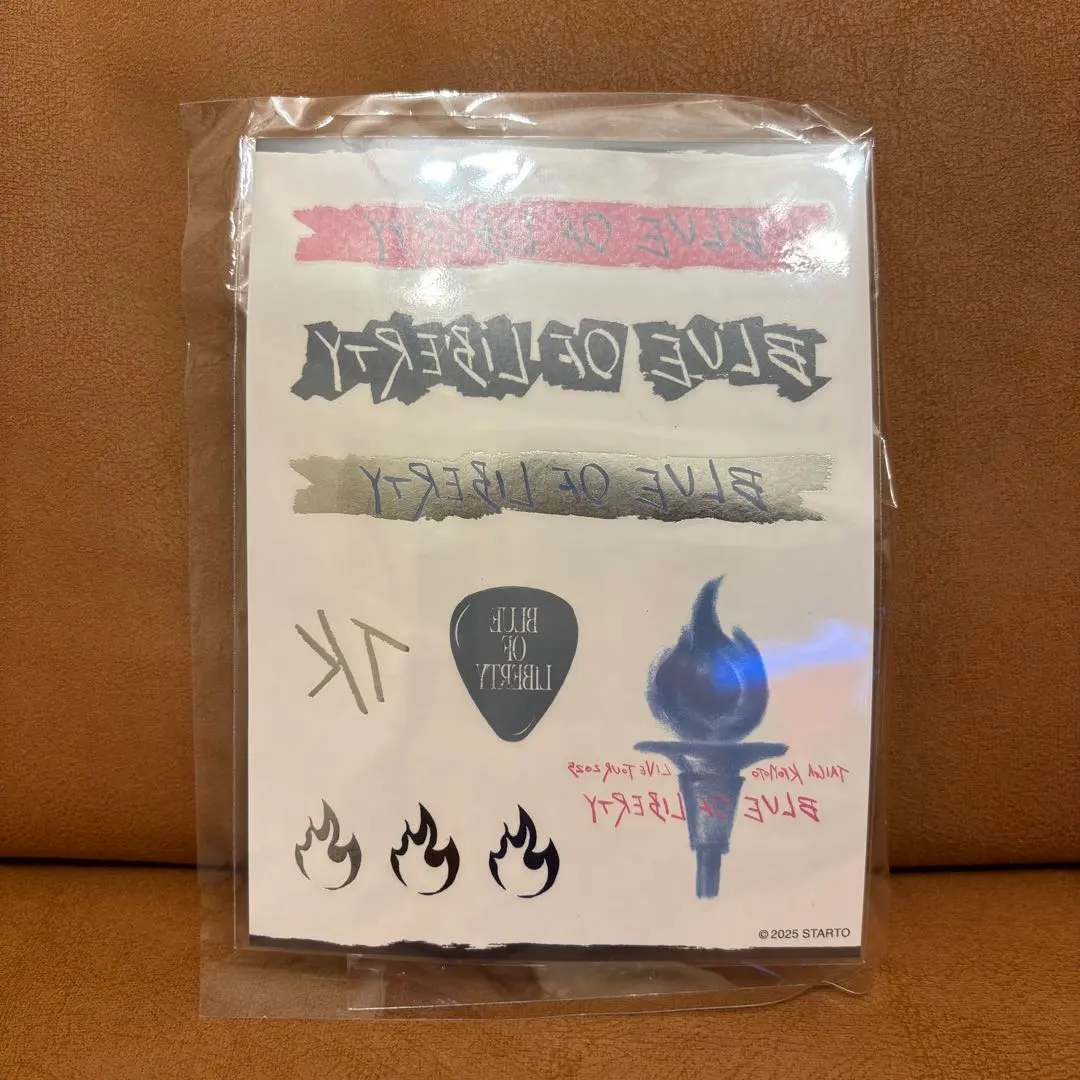 BLUE OF LIBERTY
BLUE OF LIBERTY
BLUE OF LIBERTY
TK
BLUE
OF
LIBERTY
TAIGA KYOMOTO LIVE TOUR 2025
BLUE OF LIBERTY
© 2025 STARTO